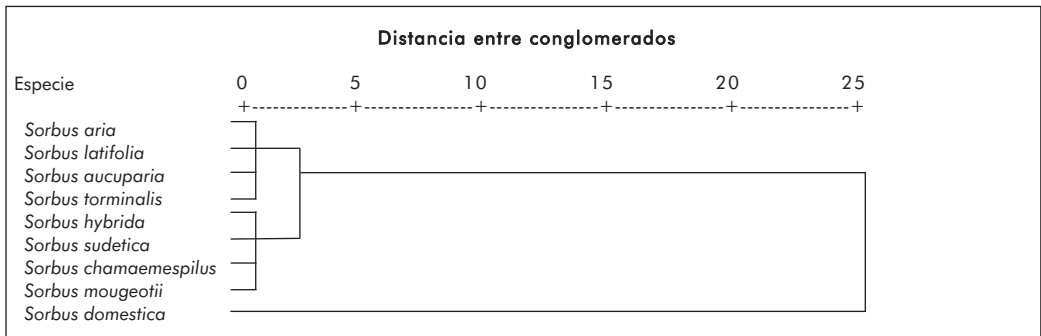 Distancia entre conglomerados
Especie 0 5 10 15 20 25
+------------+------------+------------+------------+------------+
Sorbus aria
Sorbus latifolia
Sorbus aucuparia
Sorbus torminalis
Sorbus hybrida
Sorbus sudetica
Sorbus chamaemespilus
Sorbus mougeotii
Sorbus domestica